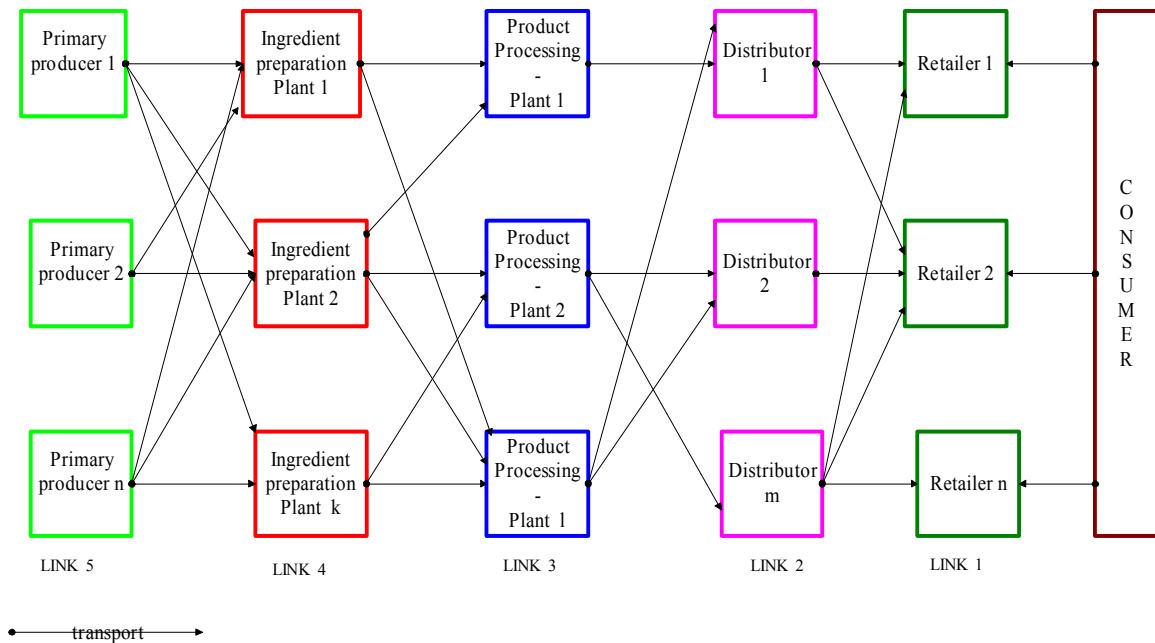 Primary
producer 1
Ingredient
preparation
Plant 1
Product
Processing
-
Plant 1
Distributor
1
Retailer 1
Primary
producer 2
Ingredient
preparation
Plant 2
Product
Processing
-
Plant 2
Distributor
2
Retailer 2
Primary
producer n
Ingredient
preparation
Plant k
Product
Processing
-
Plant 1
Distributor
m
Retailer n
C
O
N
S
U
M
E
R
LINK 5
LINK 4
LINK 3
LINK 2
LINK 1
transport